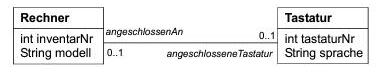 Rechner
int inventarNr
String modell
angeschlossenAn
0..1
0..1
angeschlosseneTastatur
Tastatur
int tastaturNr
String sprache